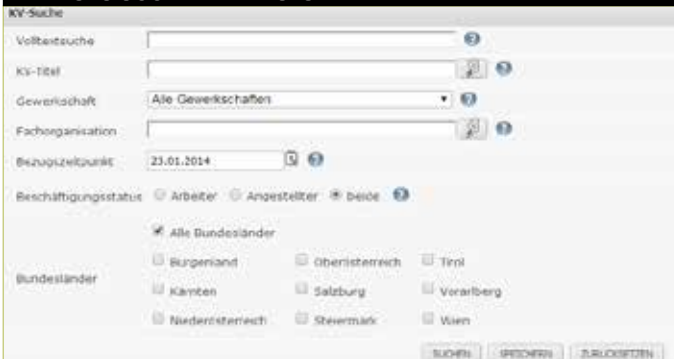 KV-Suche
Volltextsuche
KV-Titel
Gewerkschaft Alle Gewerkschaften
Fachorganisation
Bezugszeitpunkt 23.01.2014
Beschäftigungsstatus Arbeiter Angestellter beide
Alle Bundesländer
Burgenland Oberösterreich Tirol
Bundesländer
Kärnten Salzburg Vorarlberg
Niederösterreich Steiermark Wien
SUCHEN SPEICHERN ZURÜCKSETZEN